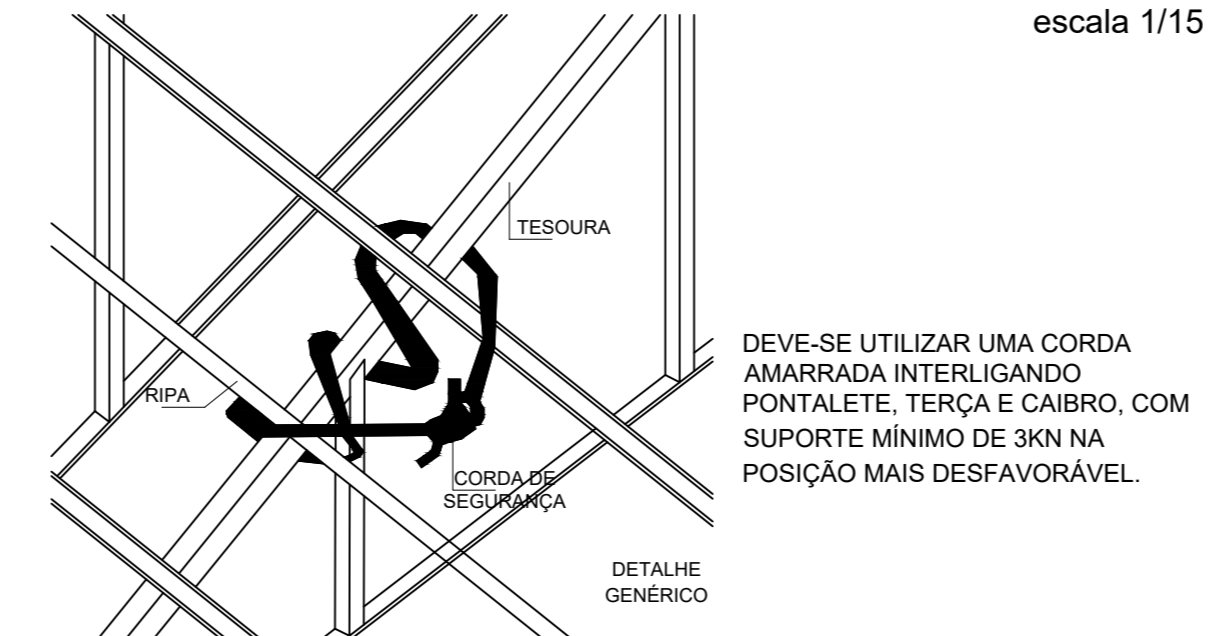 escala 1/15
TESOURA
RIPA
DEVE-SE UTILIZAR UMA CORDA
AMARRADA INTERLIGANDO
PONTALETE, TERÇA E CAIBRO, COM
SUPORTE MÍNIMO DE 3KN NA
POSIÇÃO MAIS DESFAVORÁVEL.
CORDA DE
SEGURANÇA
DETALHE
GENÉRICO